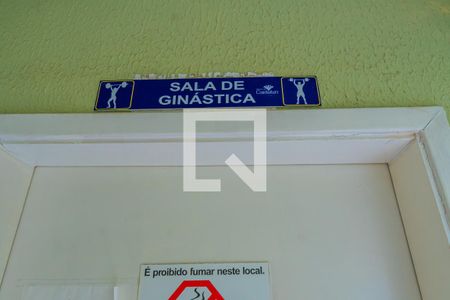 SALA DE
GINÁSTICA
É proibido fumar neste local.